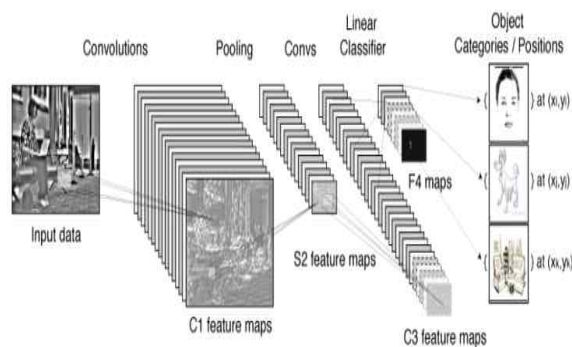 Convolutions
Pooling
Convs
Linear
Classifier
Object
Categories / Positions
{ } at (xi,yi)
{ } at (xj,yj)
{ } at (xk,yk)
Input data
C1 feature maps
S2 feature maps
C3 feature maps
F4 maps